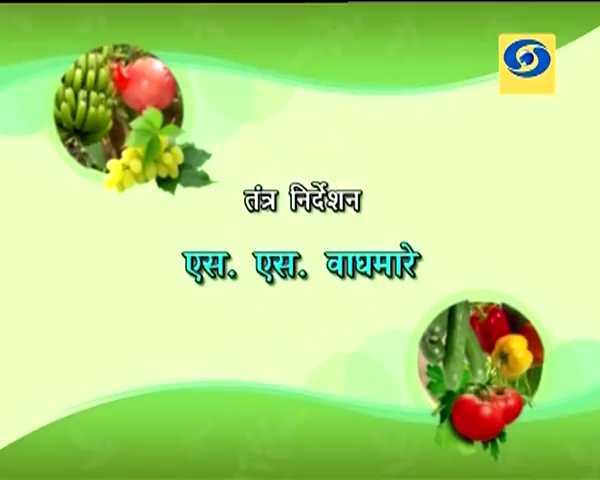 तंत्र निर्देशन
एस. एस. वाघमारे